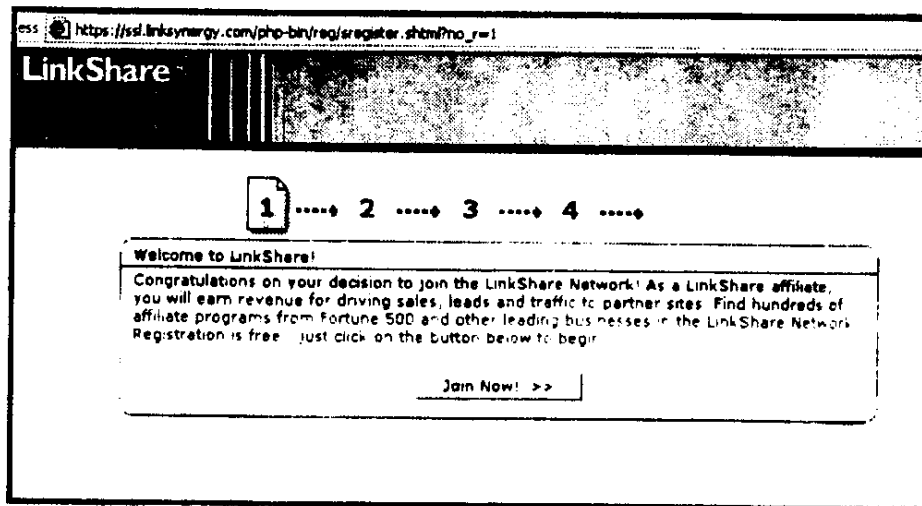 ess https://ssl.linksynergy.com/php-bin/reg/sregister.shtml?no_r=1
LinkShare
1 2 3 4
Welcome to LinkShare!
Congratulations on your decision to join the LinkShare Network! As a LinkShare affiliate,
you will earn revenue for driving sales, leads and traffic to partner sites. Find hundreds of
affiliate programs from Fortune 500 and other leading businesses in the LinkShare Network
Registration is free just click on the button below to begin
Join Now! >>